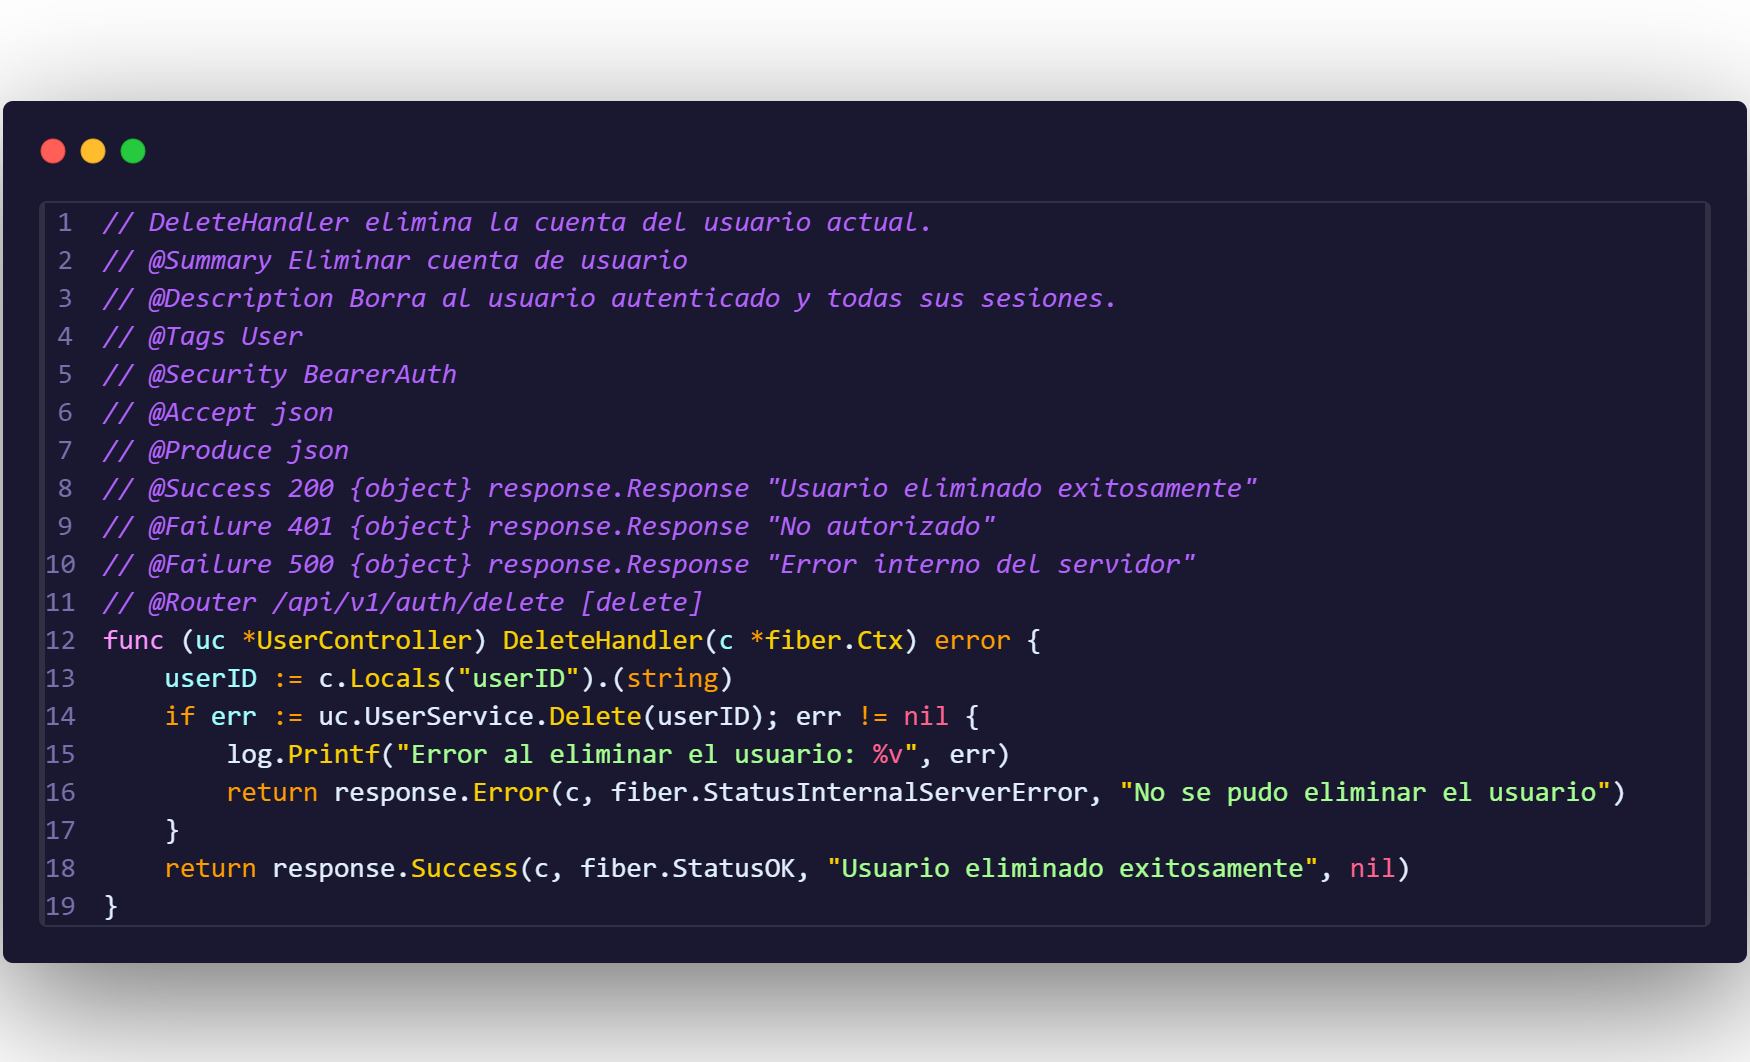 1 // DeleteHandler elimina la cuenta del usuario actual.
2 // @Summary Eliminar cuenta de usuario
3 // @Description Borra al usuario autenticado y todas sus sesiones.
4 // @Tags User
5 // @Security BearerAuth
6 // @Accept json
7 // @Produce json
8 // @Success 200 {object} response.Response "Usuario eliminado exitosamente"
9 // @Failure 401 {object} response.Response "No autorizado"
10 // @Failure 500 {object} response.Response "Error interno del servidor"
11 // @Router /api/v1/auth/delete [delete]
12 func (uc *UserController) DeleteHandler(c *fiber.Ctx) error {
13     userID := c.Locals("userID").(string)
14     if err := uc.UserService.Delete(userID); err != nil {
15         log.Printf("Error al eliminar el usuario: %v", err)
16         return response.Error(c, fiber.StatusInternalServerError, "No se pudo eliminar el usuario")
17     }
18     return response.Success(c, fiber.StatusOK, "Usuario eliminado exitosamente", nil)
19 }